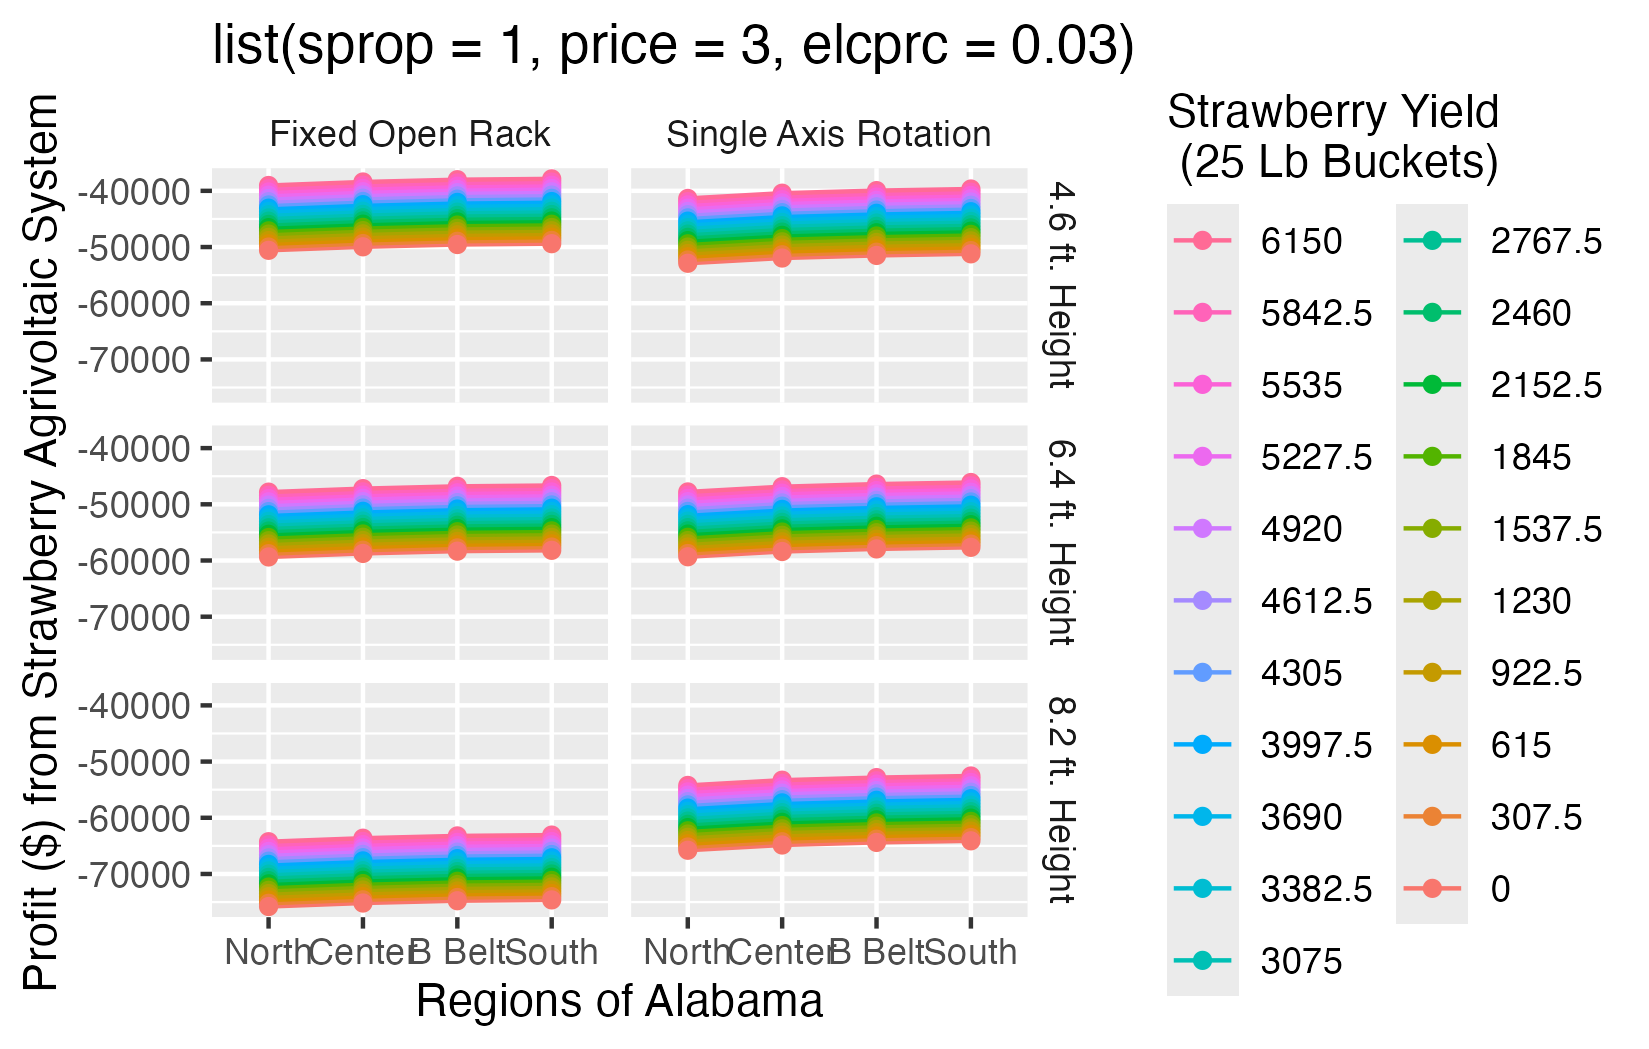 list(sprop = 1, price = 3, elcprc = 0.03)
Profit ($) from Strawberry Agrivoltaic System
Fixed Open Rack
Single Axis Rotation
-40000
-50000
-60000
-70000
4.6 ft. Height
-40000
-50000
-60000
-70000
6.4 ft. Height
-40000
-50000
-60000
-70000
8.2 ft. Height
North Center B Belt South
North Center B Belt South
Regions of Alabama
Strawberry Yield
(25 Lb Buckets)
6150
5842.5
5535
5227.5
4920
4612.5
4305
3997.5
3690
3382.5
3075
2767.5
2460
2152.5
1845
1537.5
1230
922.5
615
307.5
0